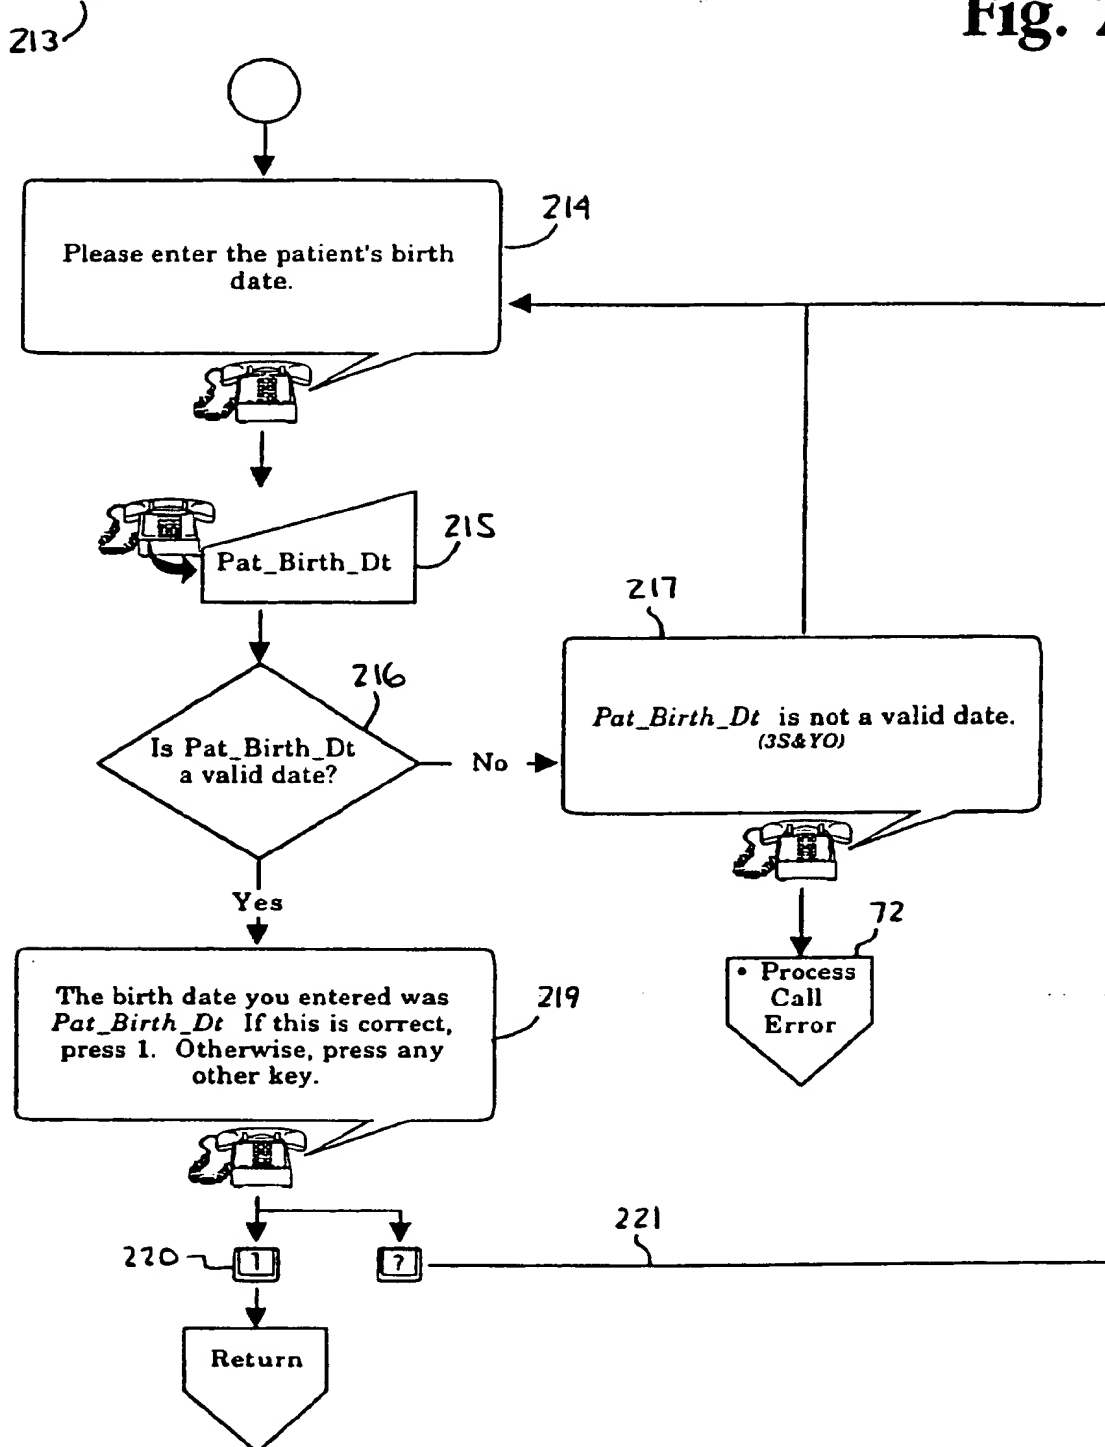 213
Fig. 2
214
Please enter the patient's birth
date.
215
Pat_Birth_Dt
217
216
Is Pat_Birth_Dt
a valid date?
No
Pat_Birth_Dt is not a valid date.
(3S&YO)
Yes
72
• Process
Call
Error
The birth date you entered was
Pat_Birth_Dt If this is correct,
press 1. Otherwise, press any
other key.
219
221
220
1
?
Return